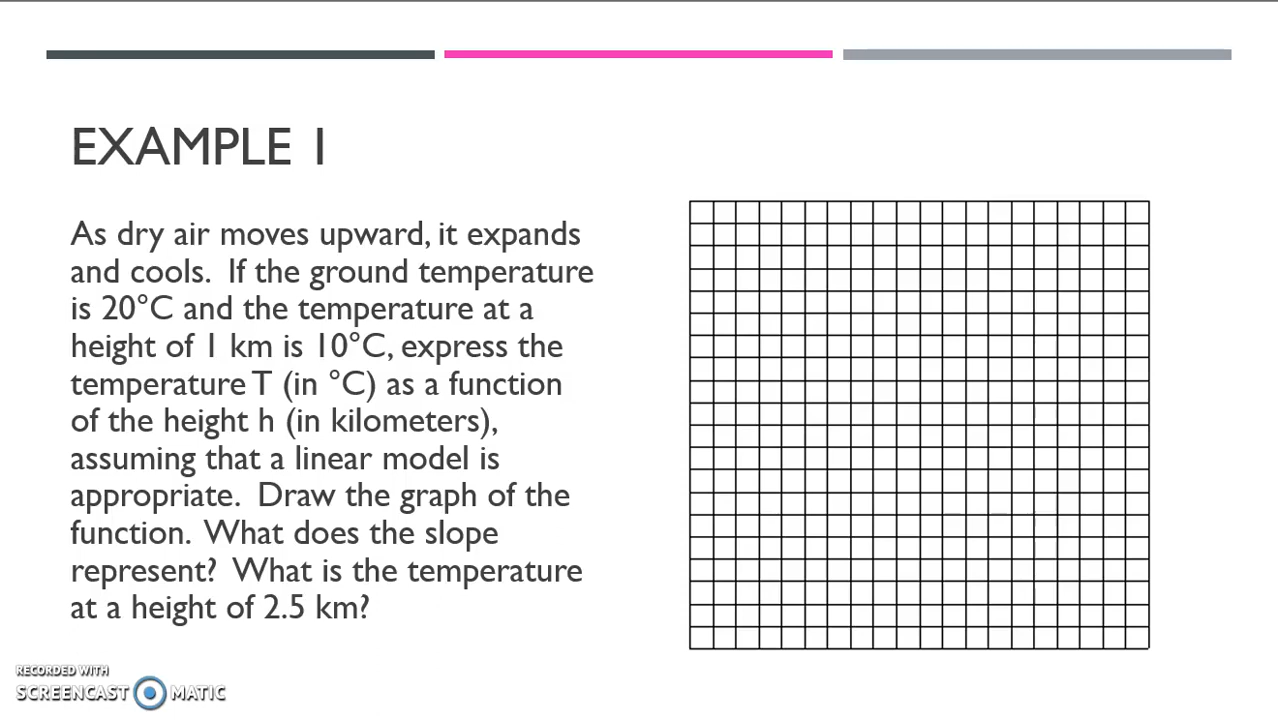 EXAMPLE 1
As dry air moves upward, it expands
and cools.  If the ground temperature
is 20°C and the temperature at a
height of 1 km is 10°C, express the
temperature T (in °C) as a function
of the height h (in kilometers),
assuming that a linear model is
appropriate.  Draw the graph of the
function.  What does the slope
represent?  What is the temperature
at a height of 2.5 km?
RECORDED WITH
SCREENCAST MATIC